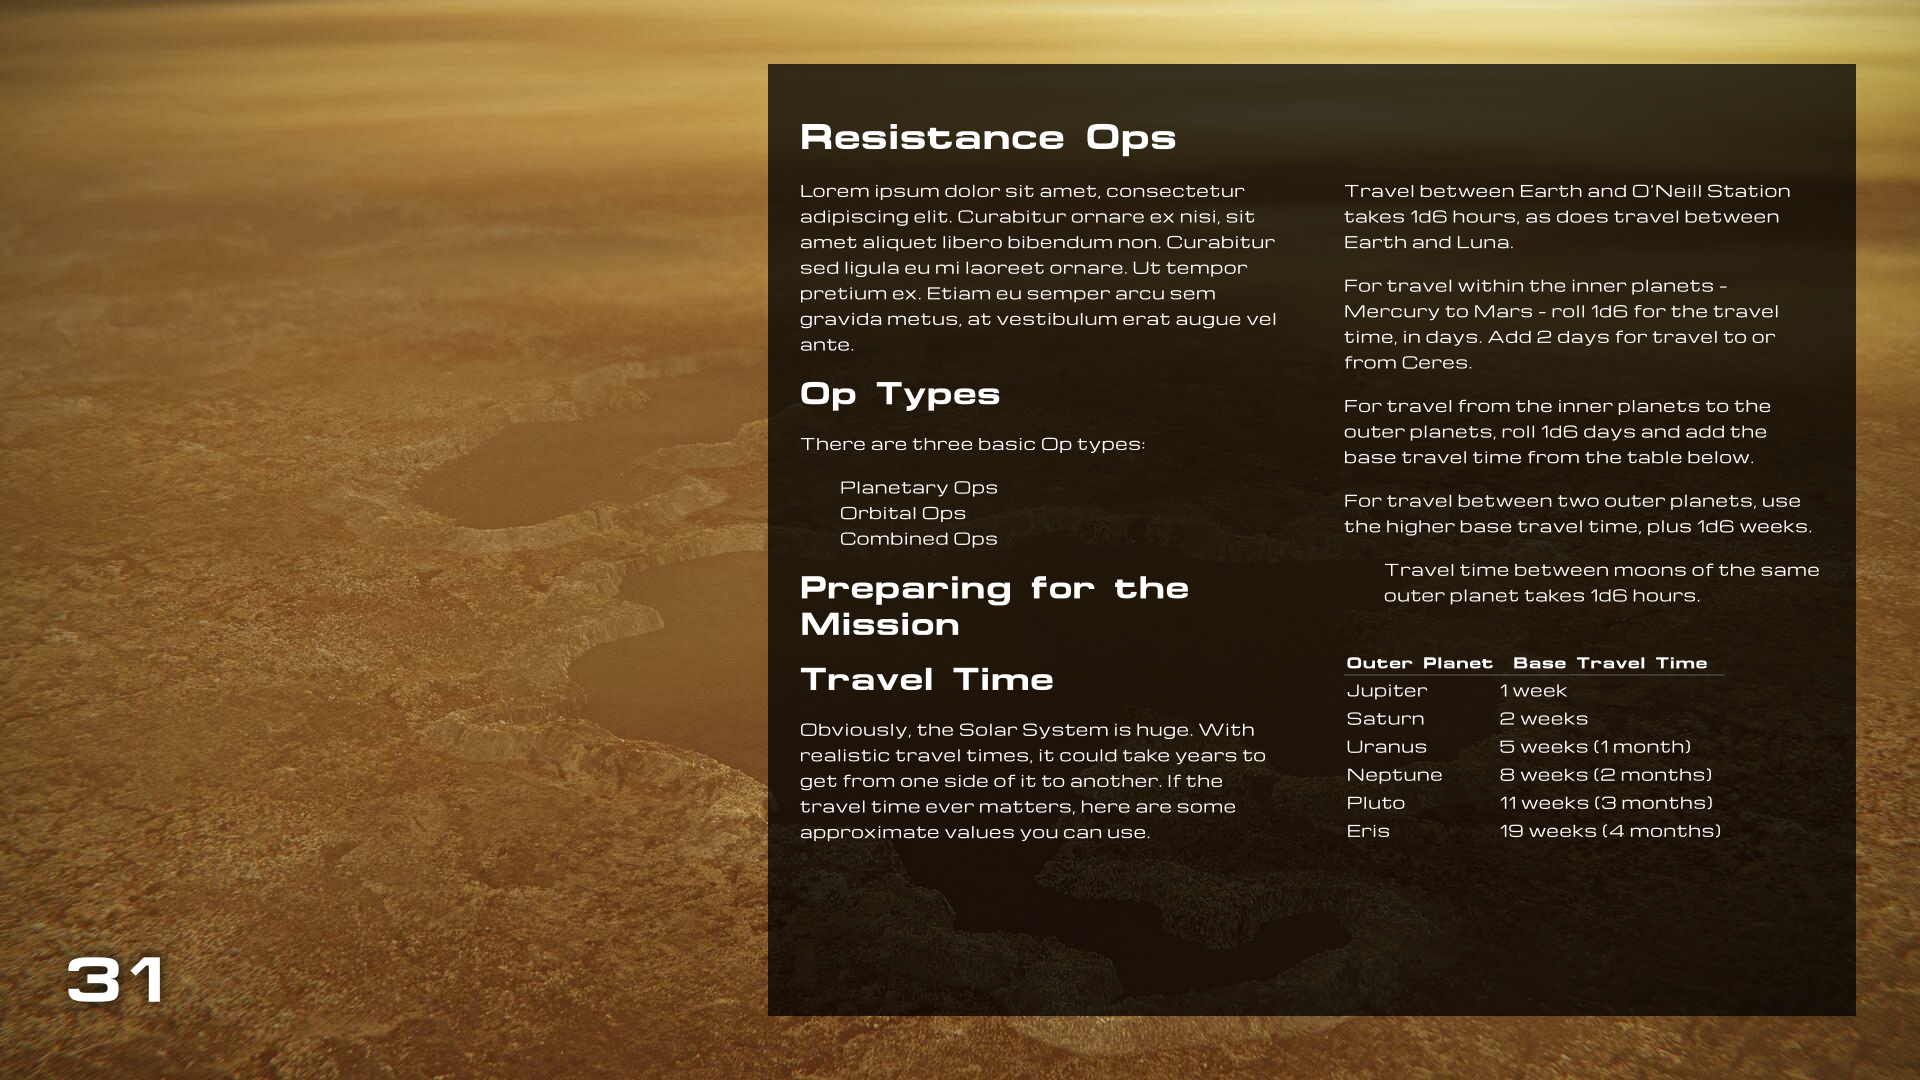 Resistance Ops
Lorem ipsum dolor sit amet, consectetur
adipiscing elit. Curabitur ornare ex nisi, sit
amet aliquet libero bibendum non. Curabitur
sed ligula eu mi laoreet ornare. Ut tempor
pretium ex. Etiam eu semper arcu sem
gravida metus, at vestibulum erat augue vel
ante.
Op Types
There are three basic Op types:
Planetary Ops
Orbital Ops
Combined Ops
Preparing for the
Mission
Travel Time
Obviously, the Solar System is huge. With
realistic travel times, it could take years to
get from one side of it to another. If the
travel time ever matters, here are some
approximate values you can use.
Travel between Earth and O'Neill Station
takes 1d6 hours, as does travel between
Earth and Luna.
For travel within the inner planets -
Mercury to Mars - roll 1d6 for the travel
time, in days. Add 2 days for travel to or
from Ceres.
For travel from the inner planets to the
outer planets, roll 1d6 days and add the
base travel time from the table below.
For travel between two outer planets, use
the higher base travel time, plus 1d6 weeks.
Travel time between moons of the same
outer planet takes 1d6 hours.
Outer Planet Base Travel Time
Jupiter 1 week
Saturn 2 weeks
Uranus 5 weeks (1 month)
Neptune 8 weeks (2 months)
Pluto 11 weeks (3 months)
Eris 19 weeks (4 months)
31